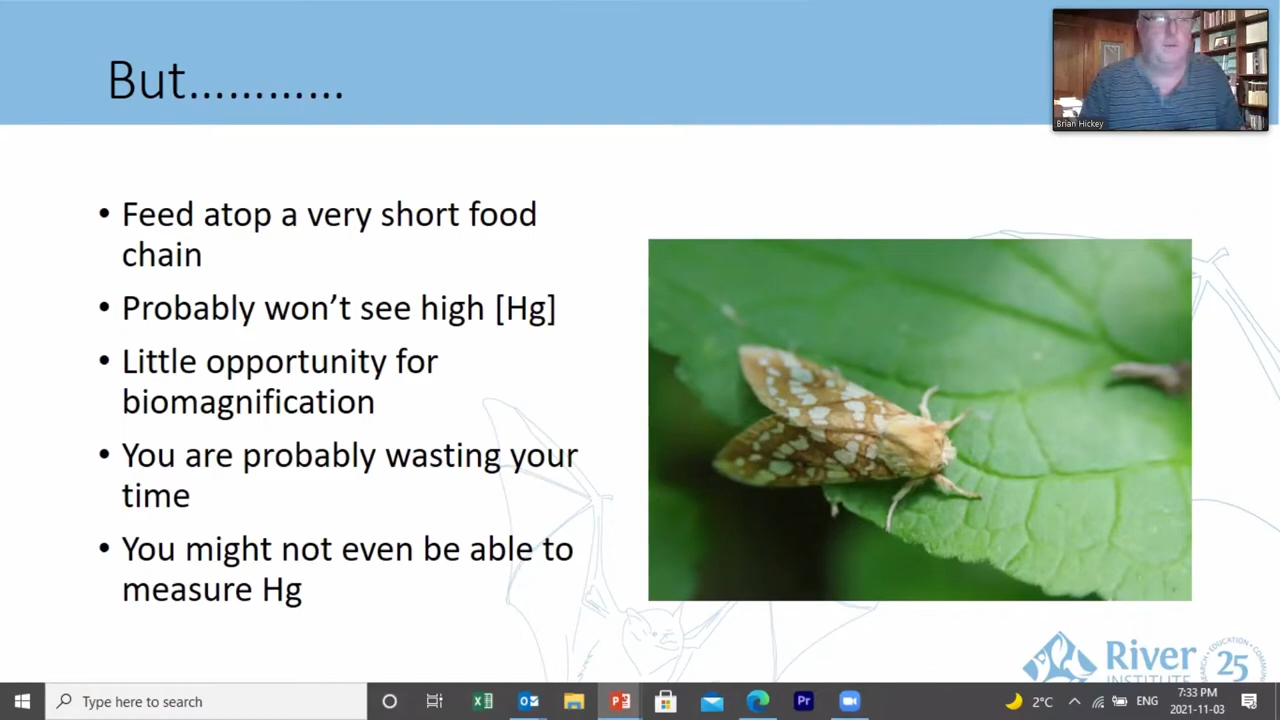 But…………
Brian Hickey
• Feed atop a very short food
chain
• Probably won’t see high [Hg]
• Little opportunity for
biomagnification
• You are probably wasting your
time
• You might not even be able to
measure Hg
River
INSTITUTE
25
Type here to search
2°C
ENG
7:33 PM
2021-11-03
Pr